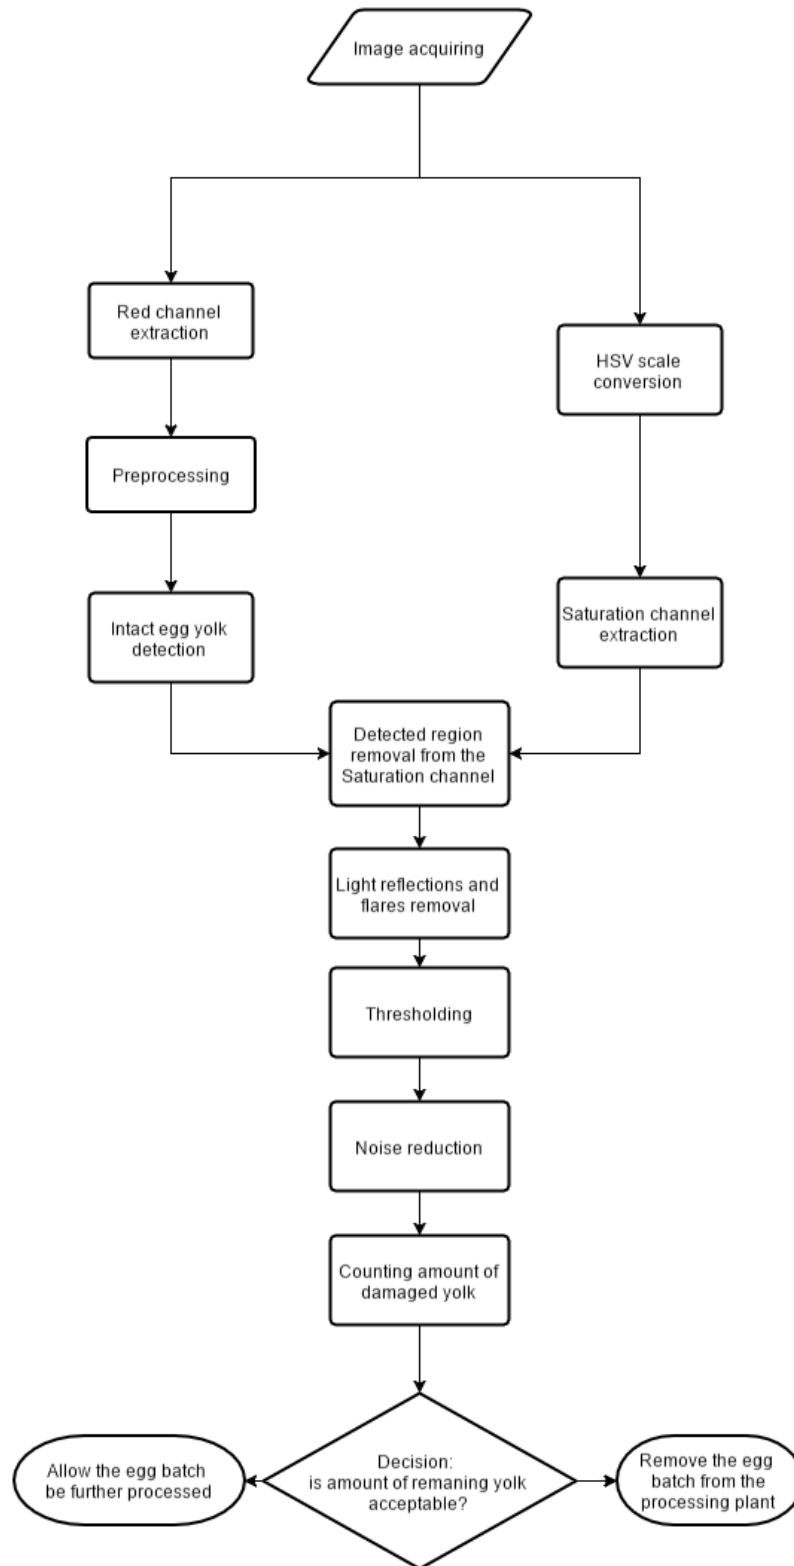 Image acquiring
Red channel
extraction
HSV scale
conversion
Preprocessing
Intact egg yolk
detection
Saturation channel
extraction
Detected region
removal from the
Saturation channel
Light reflections and
flares removal
Thresholding
Noise reduction
Counting amount of
damaged yolk
Decision:
is amount of remaning yolk
acceptable?
Allow the egg batch
be further processed
Remove the egg
batch from the
processing plant